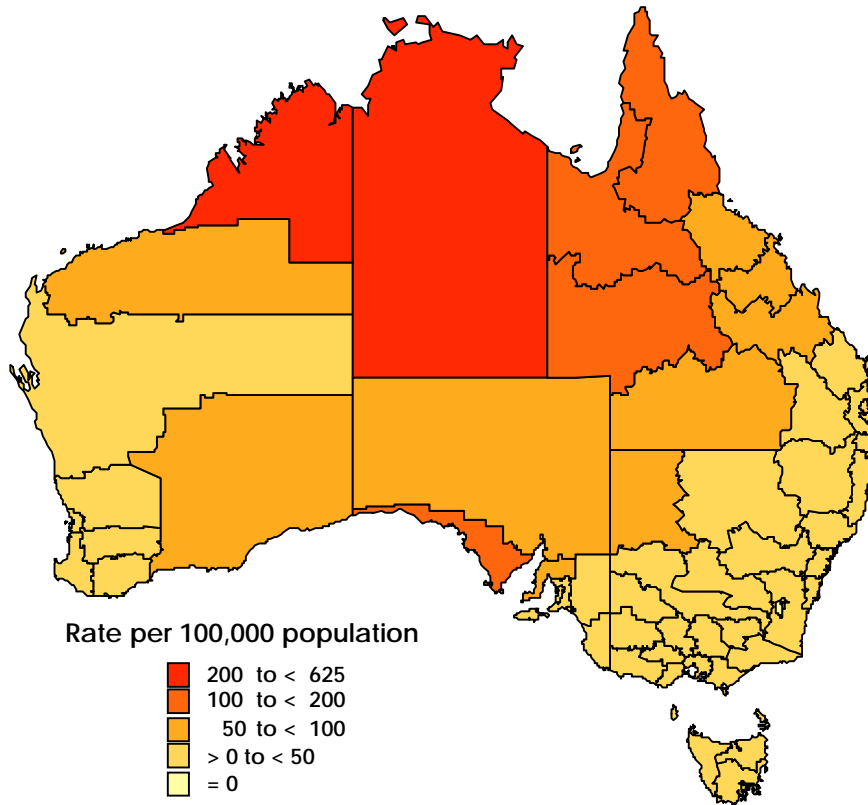 Rate per 100,000 population
200 to < 625
100 to < 200
50 to < 100
> 0 to < 50
= 0